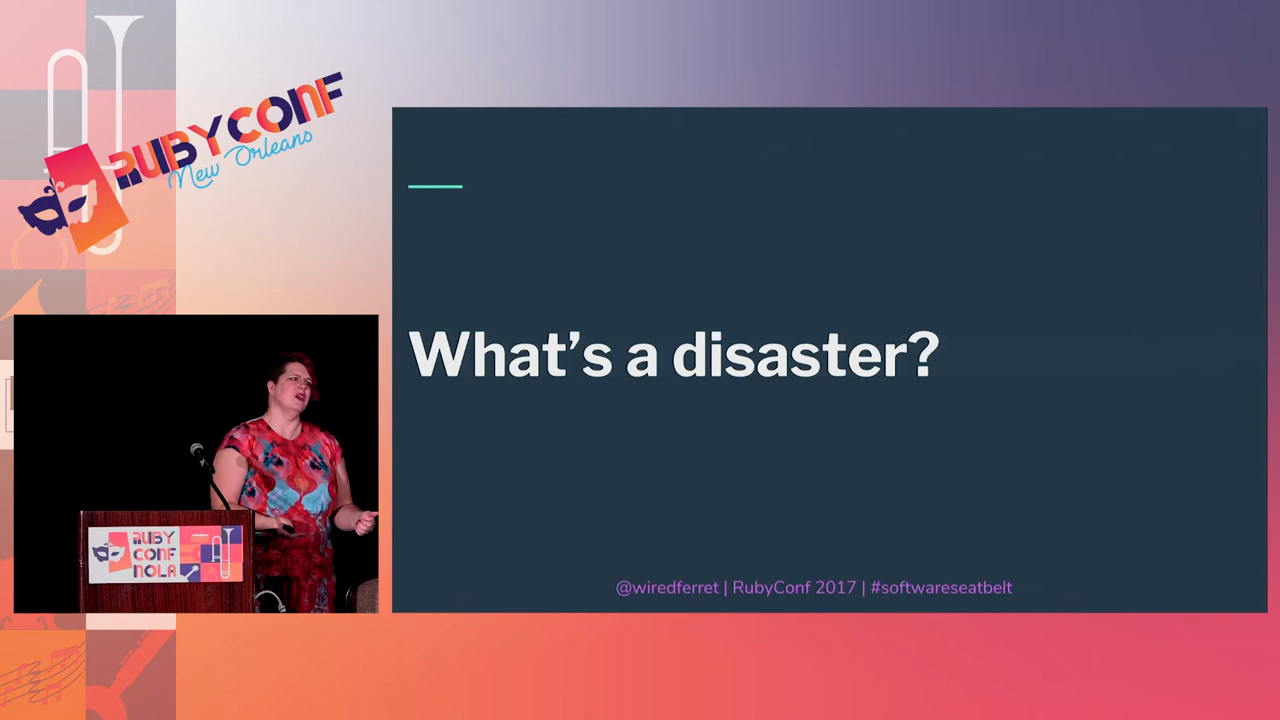 RUBYCONF
New Orleans
What's a disaster?
RUBY
CONF
NOLA
@wiredferret | RubyConf 2017 | #softwareseatbelt